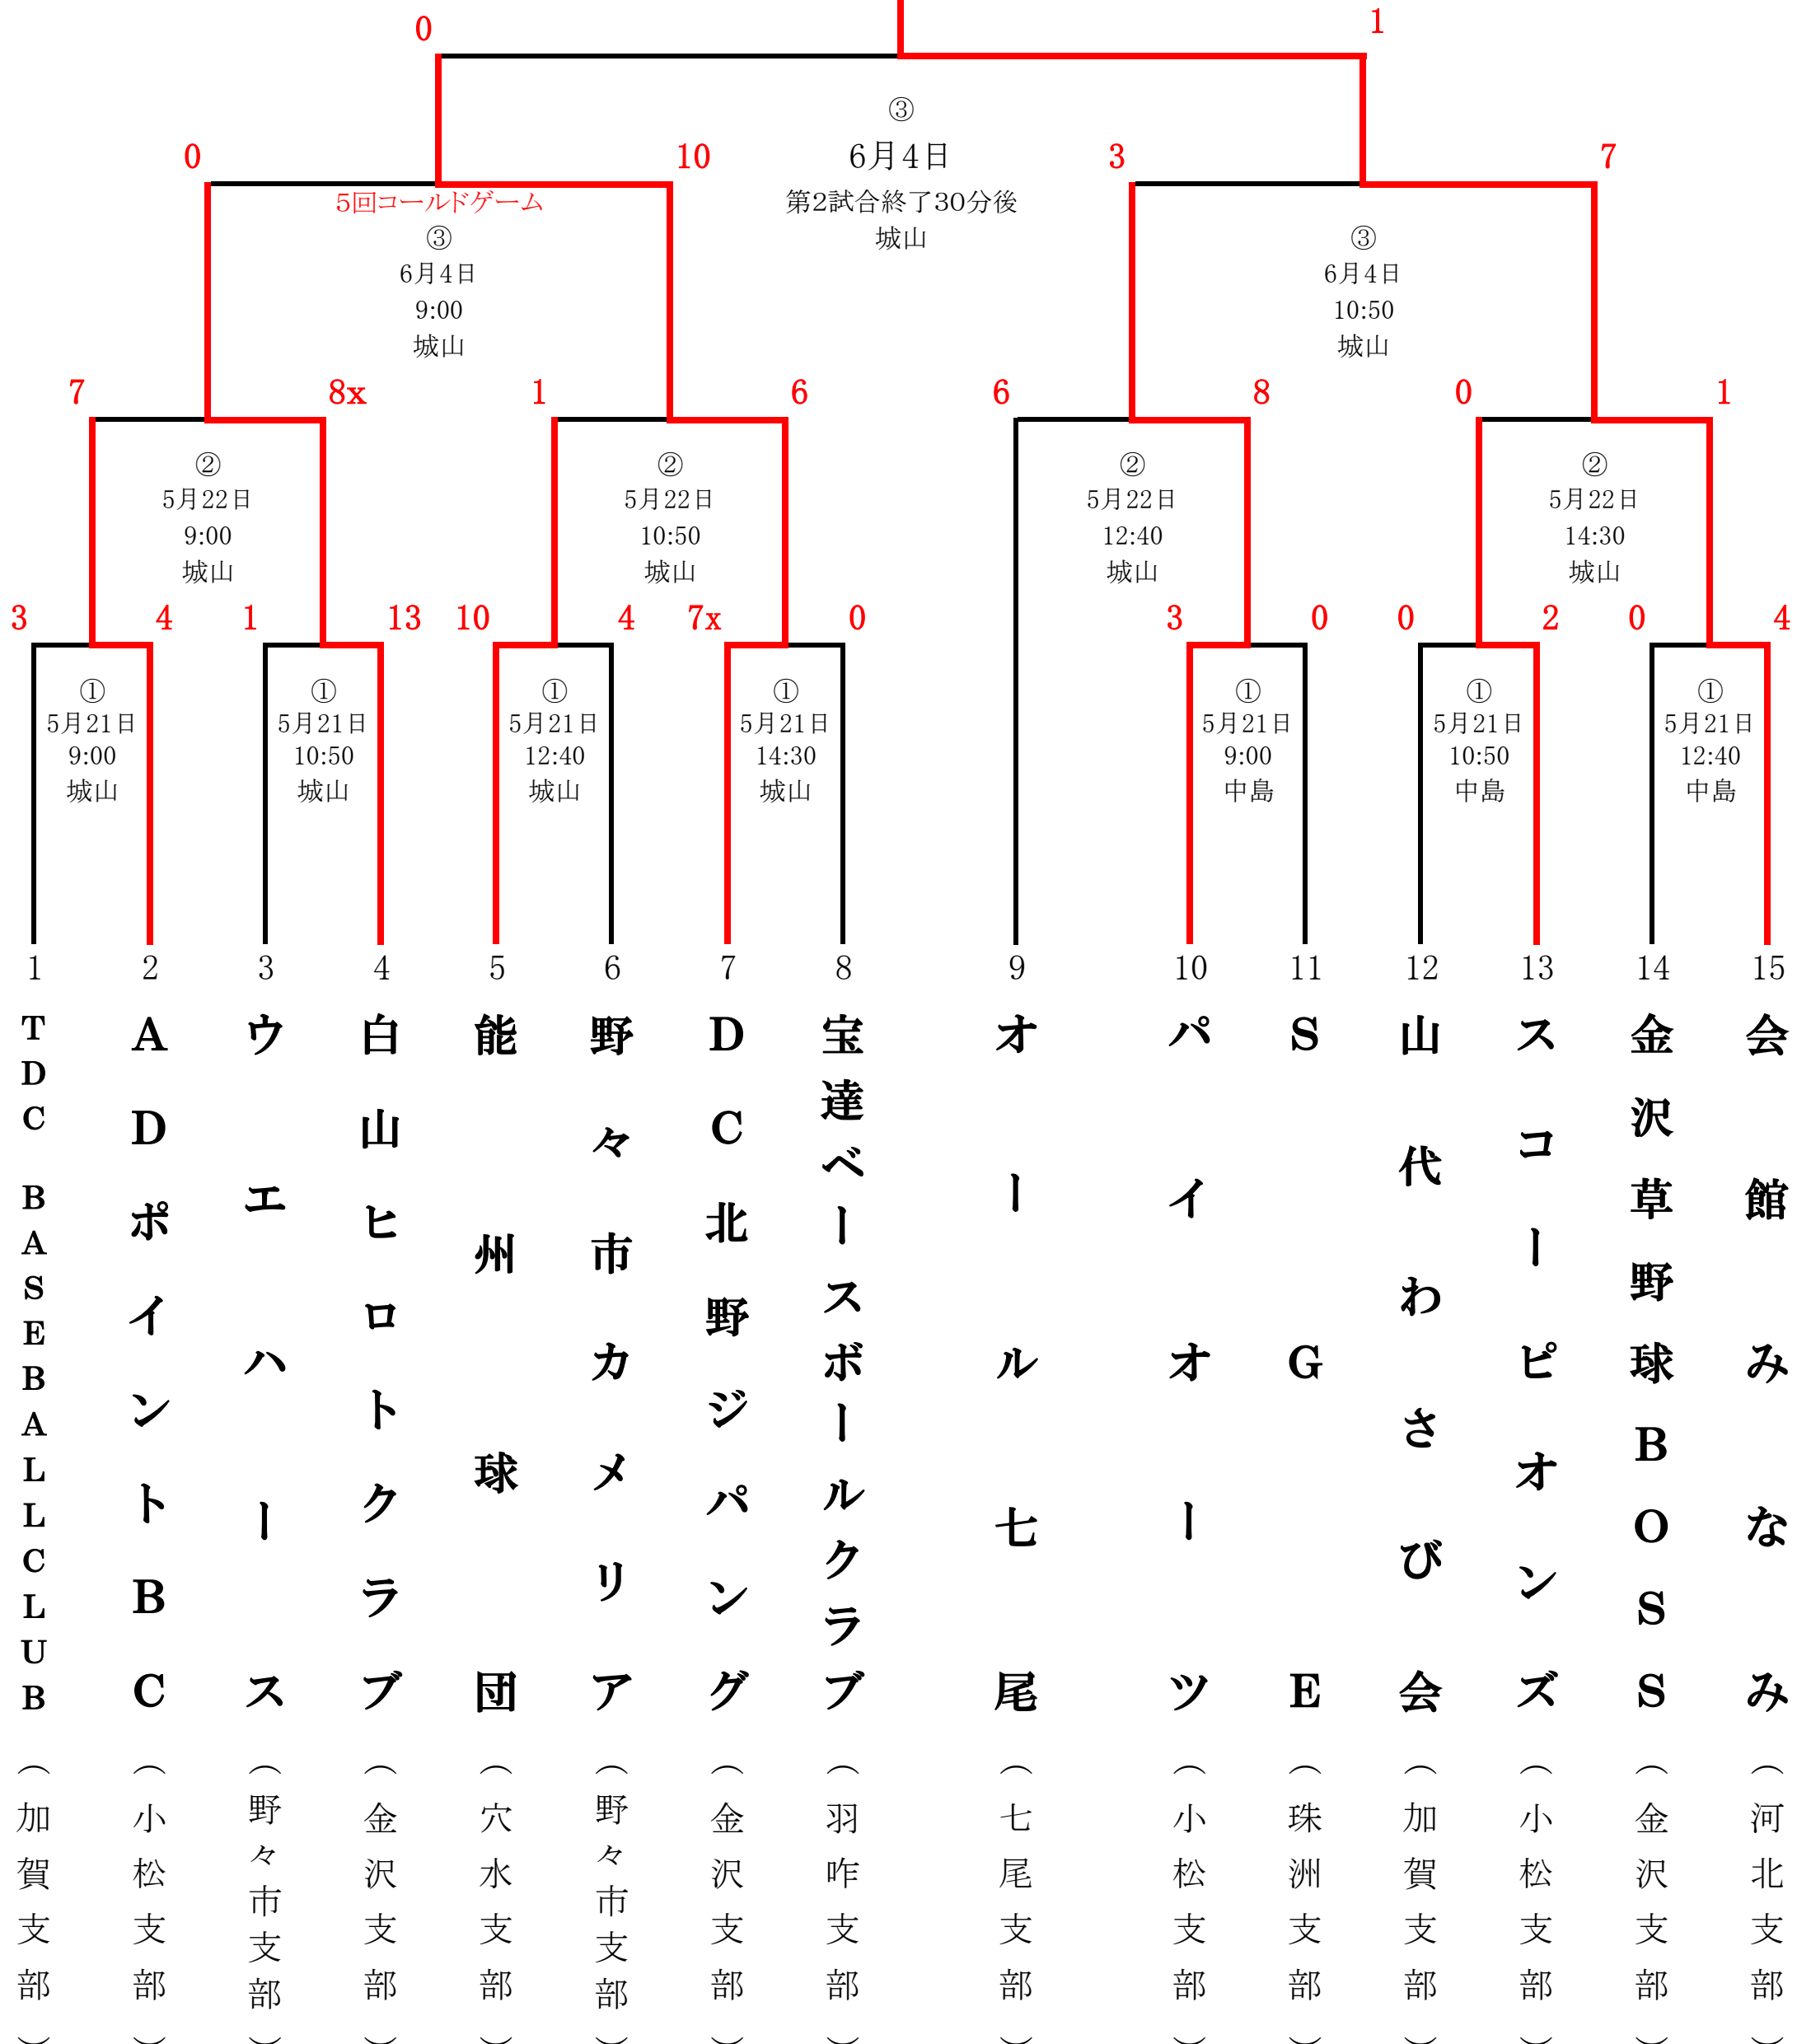 0 1
③
6月4日
第2試合終了30分後
城山
0 10 3 7
5回コールドゲーム
③
6月4日
9:00
城山
③
6月4日
10:50
城山
7 8x 1 6 6 8 0 1
②
5月22日
9:00
城山
②
5月22日
10:50
城山
②
5月22日
12:40
城山
②
5月22日
14:30
城山
3 4 1 13 10 4 7x 0 3 0 0 2 0 4
①
5月21日
9:00
城山
①
5月21日
10:50
城山
①
5月21日
12:40
城山
①
5月21日
14:30
城山
①
5月21日
9:00
中島
①
5月21日
10:50
中島
①
5月21日
12:40
中島
1
TDC BASEBALLCLUB
（加賀支部）
2
ADポイントBC
（小松支部）
3
ウエハース
（野々市支部）
4
白山ヒロトクラブ
（金沢支部）
5
能州球団
（穴水支部）
6
野々市カメリア
（野々市支部）
7
DC北野ジパング
（金沢支部）
8
宝達ベースボールクラブ
（羽咋支部）
9
オール七尾
（七尾支部）
10
パイオーツ
（小松支部）
11
SGE
（珠洲支部）
12
山代わさび会
（加賀支部）
13
スコーピオンズ
（小松支部）
14
金沢草野球BOSS
（金沢支部）
15
会館みなみ
（河北支部）